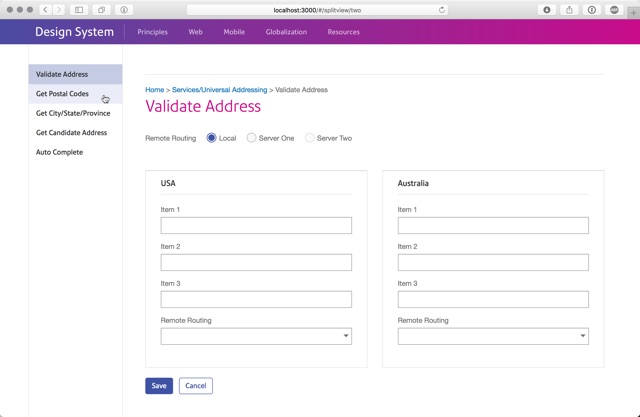 localhost:3000/#/splitview/two
Design System
Principles
Web
Mobile
Globalization
Resources
Validate Address
Get Postal Codes
Get City/State/Province
Get Candidate Address
Auto Complete
Home > Services/Universal Addressing > Validate Address
Validate Address
Remote Routing Local Server One Server Two
USA
Item 1
Item 2
Item 3
Remote Routing
Australia
Item 1
Item 2
Item 3
Remote Routing
Save
Cancel